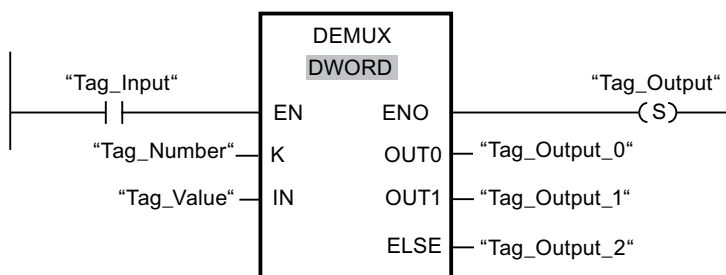 DEMUX
DWORD
“Tag_Input“ “Tag_Output“
EN ENO ( S )
“Tag_Number“ K OUT0 “Tag_Output_0“
“Tag_Value“ IN OUT1 “Tag_Output_1“
ELSE “Tag_Output_2“